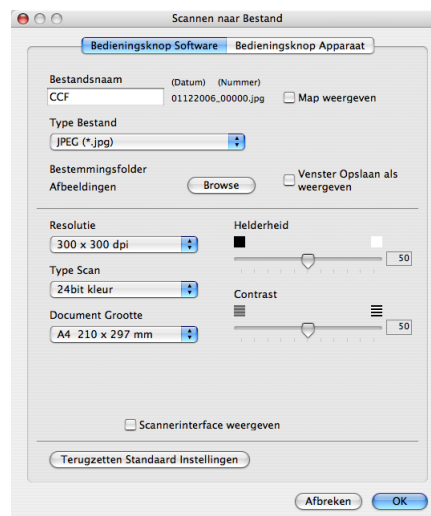 Scannen naar Bestand
Bedieningsknop Software Bedieningsknop Apparaat
Bestandsnaam (Datum) (Nummer)
CCF 01122006_00000.jpg Map weergeven
Type Bestand
JPEG (*.jpg)
Bestemmingsfolder
Afbeeldingen Browse Venster Opslaan als
weergeven
Resolutie Helderheid
300 x 300 dpi 50
Type Scan
24bit kleur Contrast
Document Grootte
A4 210 x 297 mm 50
Scannerinterface weergeven
Terugzetten Standaard Instellingen
Afbreken OK